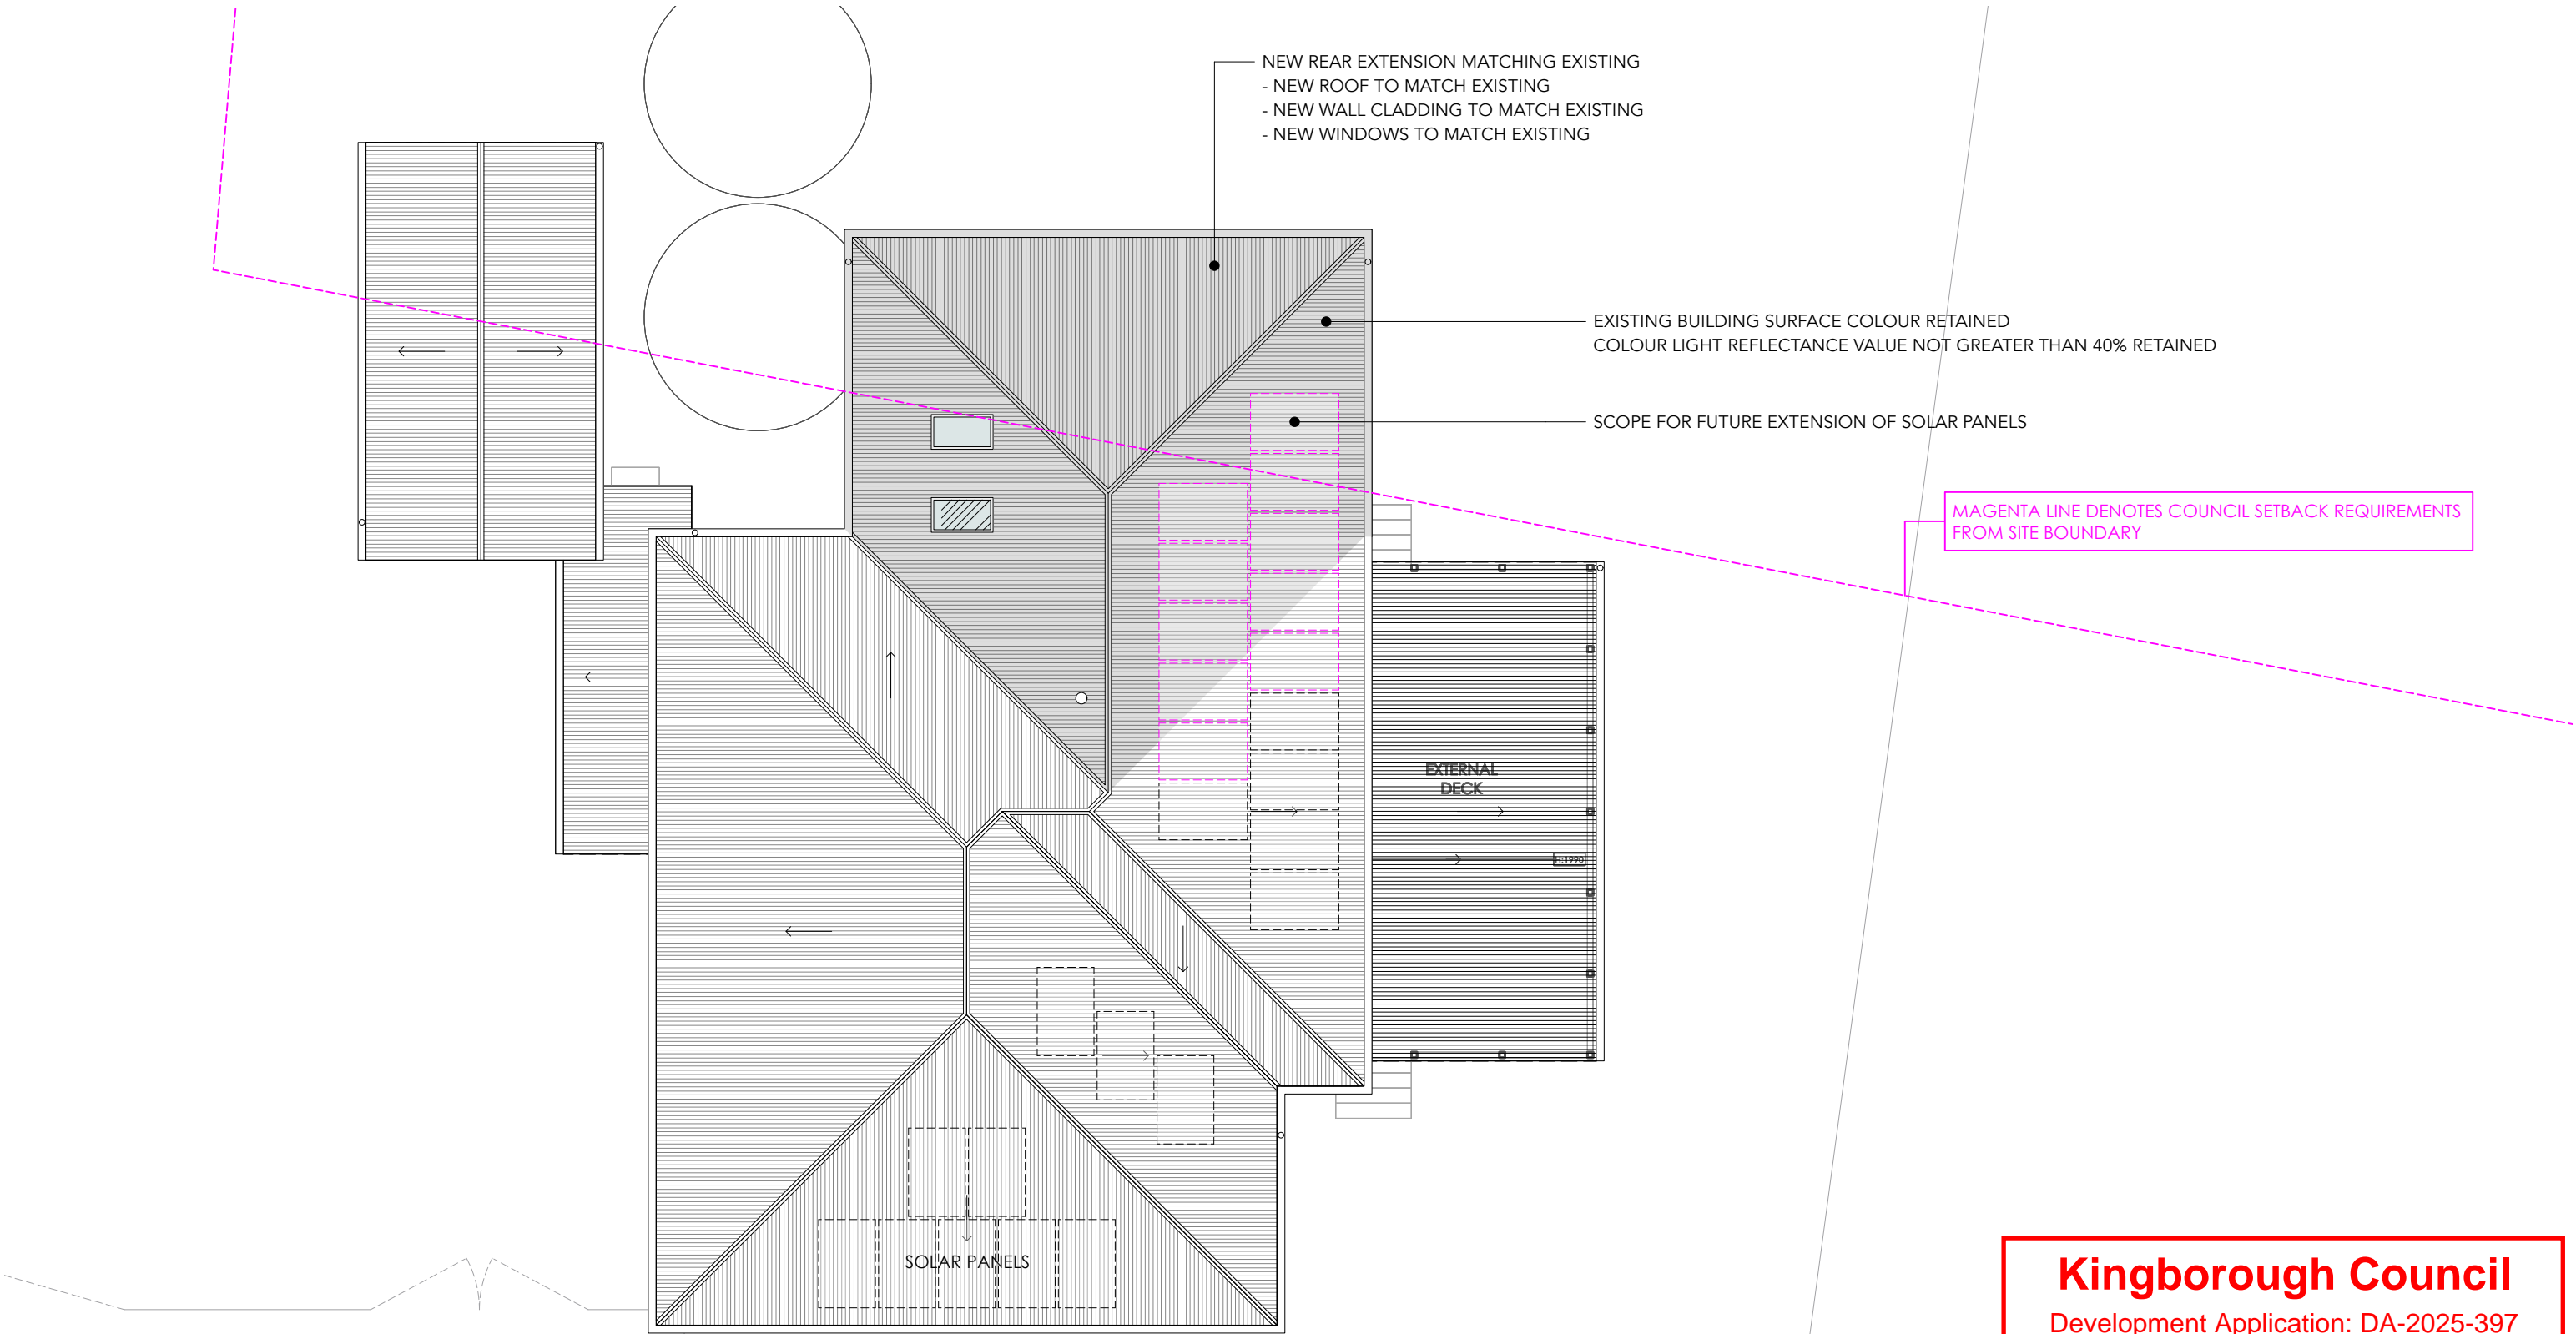 NEW REAR EXTENSION MATCHING EXISTING
- NEW ROOF TO MATCH EXISTING
- NEW WALL CLADDING TO MATCH EXISTING
- NEW WINDOWS TO MATCH EXISTING
EXISTING BUILDING SURFACE COLOUR RETAINED
COLOUR LIGHT REFLECTANCE VALUE NOT GREATER THAN 40% RETAINED
SCOPE FOR FUTURE EXTENSION OF SOLAR PANELS
MAGENTA LINE DENOTES COUNCIL SETBACK REQUIREMENTS
FROM SITE BOUNDARY
EXTERNAL
DECK
H:1990
SOLAR PANELS
Kingborough Council
Development Application: DA-2025-397